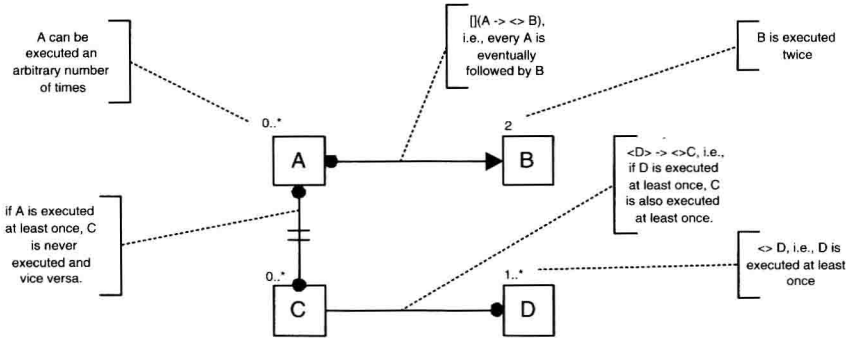 A can be
executed an
arbitrary number
of times
[](A -> <> B),
i.e., every A is
eventually
followed by B
B is executed
twice
0..*
2
A
B
<D> -> <>C, i.e.,
if D is executed
at least once, C
is also executed
at least once.
if A is executed
at least once, C
is never
executed and
vice versa.
<> D, i.e., D is
executed at least
once
0..*
1..*
C
D